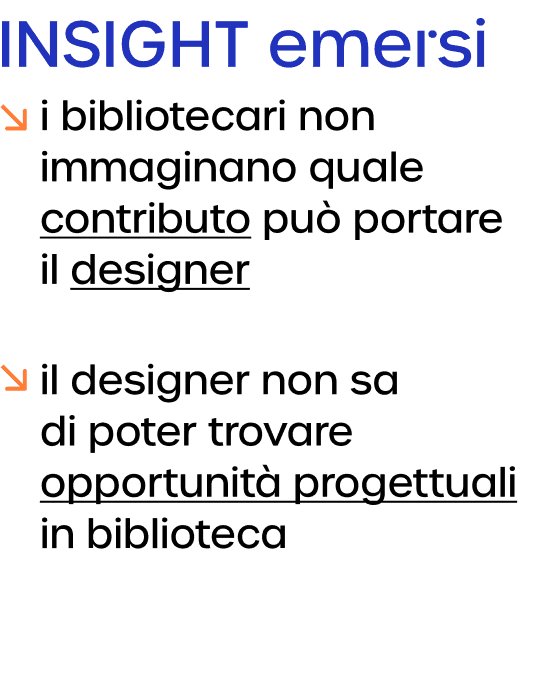 INSIGHT emersi
↘ i bibliotecari non
immaginano quale
contributo può portare
il designer
↘ il designer non sa
di poter trovare
opportunità progettuali
in biblioteca